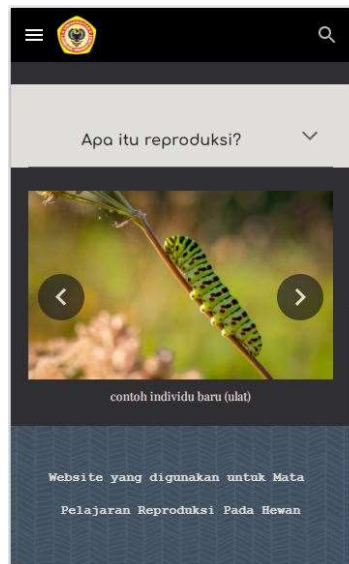 Apa itu reproduksi?
contoh individu baru (ulat)
Website yang digunakan untuk Mata
Pelajaran Reproduksi Pada Hewan